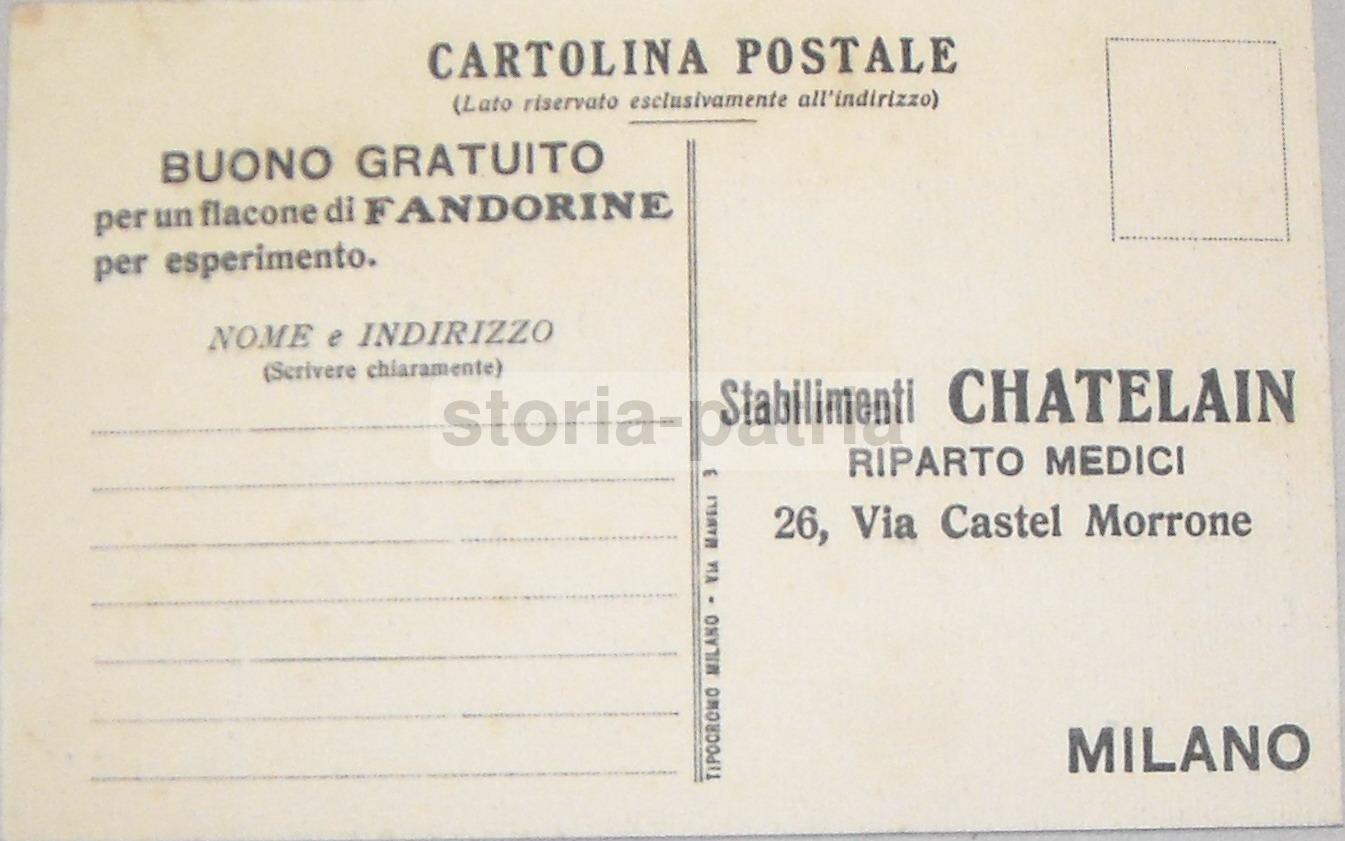 CARTOLINA POSTALE
(Lato riservato esclusivamente all'indirizzo)
BUONO GRATUITO
per un flacone di FANDORINE
per esperimento.
NOME e INDIRIZZO
(Scrivere chiaramente)
storia-patria
Stabilimenti CHATELAIN
RIPARTO MEDICI
26, Via Castel Morrone
MILANO
TIPOCROMO MILANO - VIA MAMELI 3